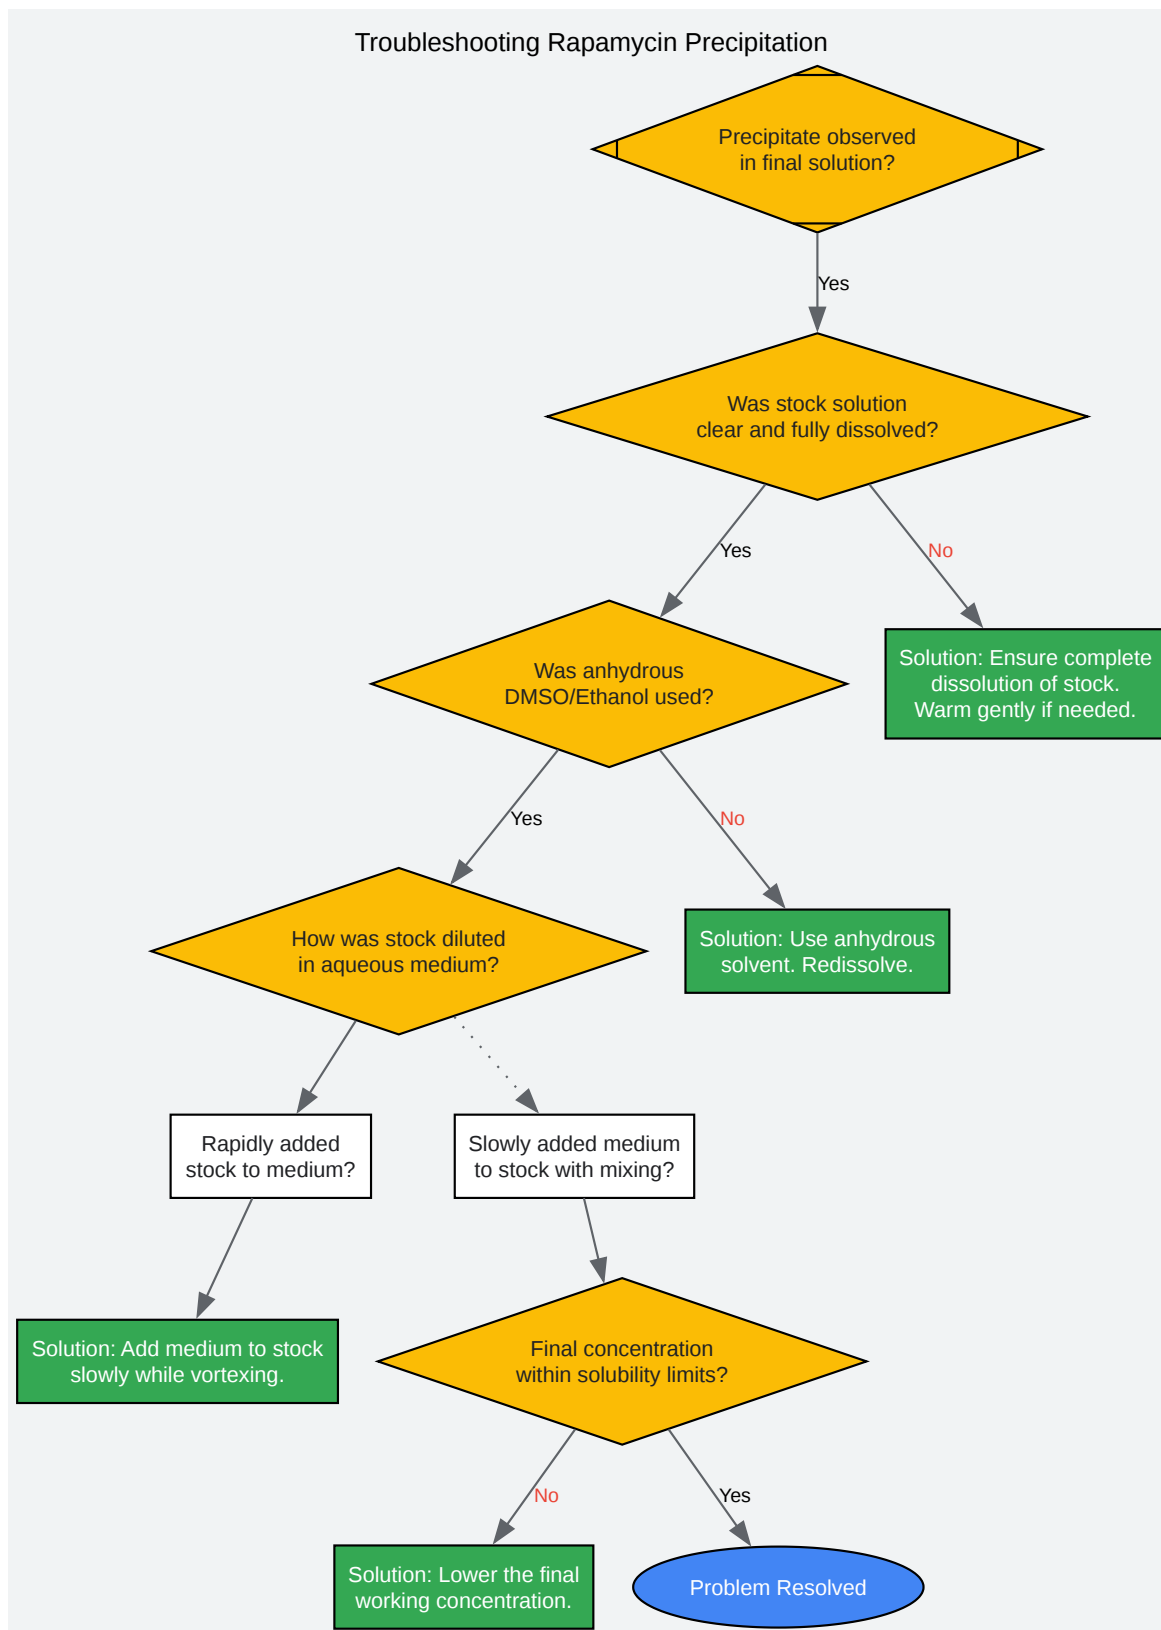 Troubleshooting Rapamycin Precipitation
Precipitate observed
in final solution?
Yes
Was stock solution
clear and fully dissolved?
Yes
No
Was anhydrous
DMSO/Ethanol used?
Solution: Ensure complete
dissolution of stock.
Warm gently if needed.
Yes
No
How was stock diluted
in aqueous medium?
Solution: Use anhydrous
solvent. Redissolve.
Rapidly added
stock to medium?
Slowly added medium
to stock with mixing?
Solution: Add medium to stock
slowly while vortexing.
Final concentration
within solubility limits?
No
Yes
Solution: Lower the final
working concentration.
Problem Resolved